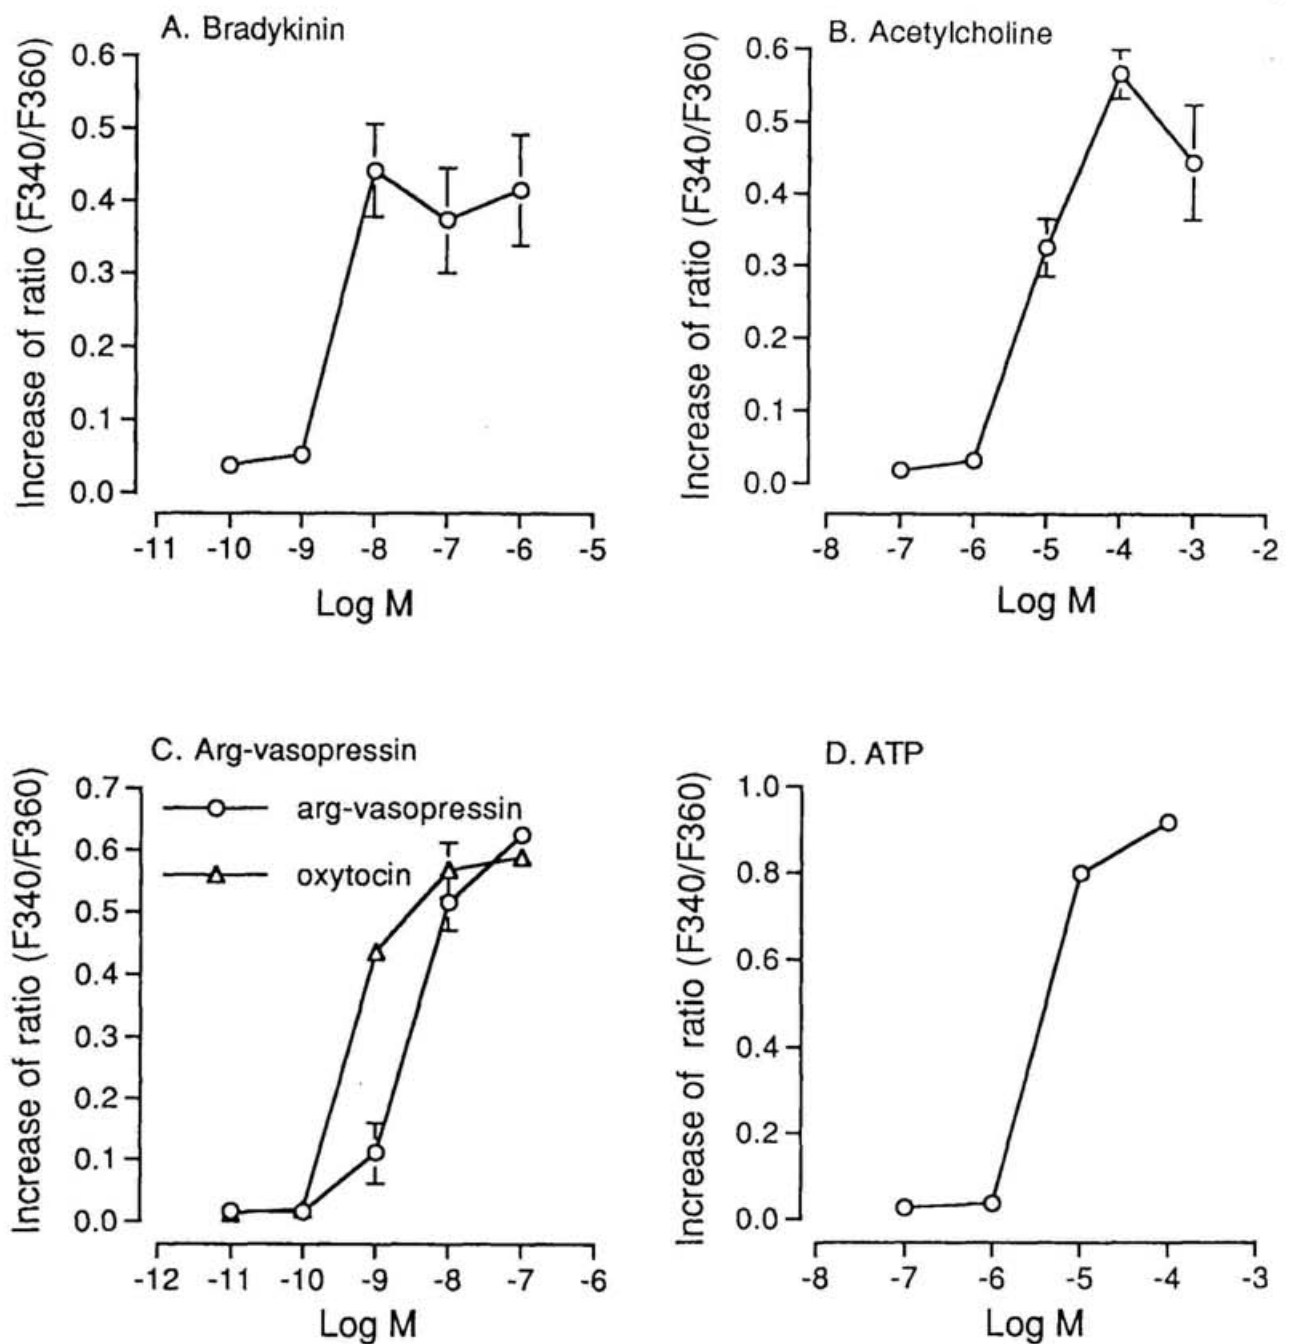 A. Bradykinin
Increase of ratio (F340/F360)
0.6
0.5
0.4
0.3
0.2
0.1
0.0
-11 -10 -9 -8 -7 -6 -5
Log M
B. Acetylcholine
Increase of ratio (F340/F360)
0.6
0.5
0.4
0.3
0.2
0.1
0.0
-8 -7 -6 -5 -4 -3 -2
Log M
C. Arg-vasopressin
Increase of ratio (F340/F360)
0.7
0.6
0.5
0.4
0.3
0.2
0.1
0.0
arg-vasopressin
oxytocin
-12 -11 -10 -9 -8 -7 -6
Log M
D. ATP
Increase of ratio (F340/F360)
1.0
0.8
0.6
0.4
0.2
0.0
-8 -7 -6 -5 -4 -3
Log M